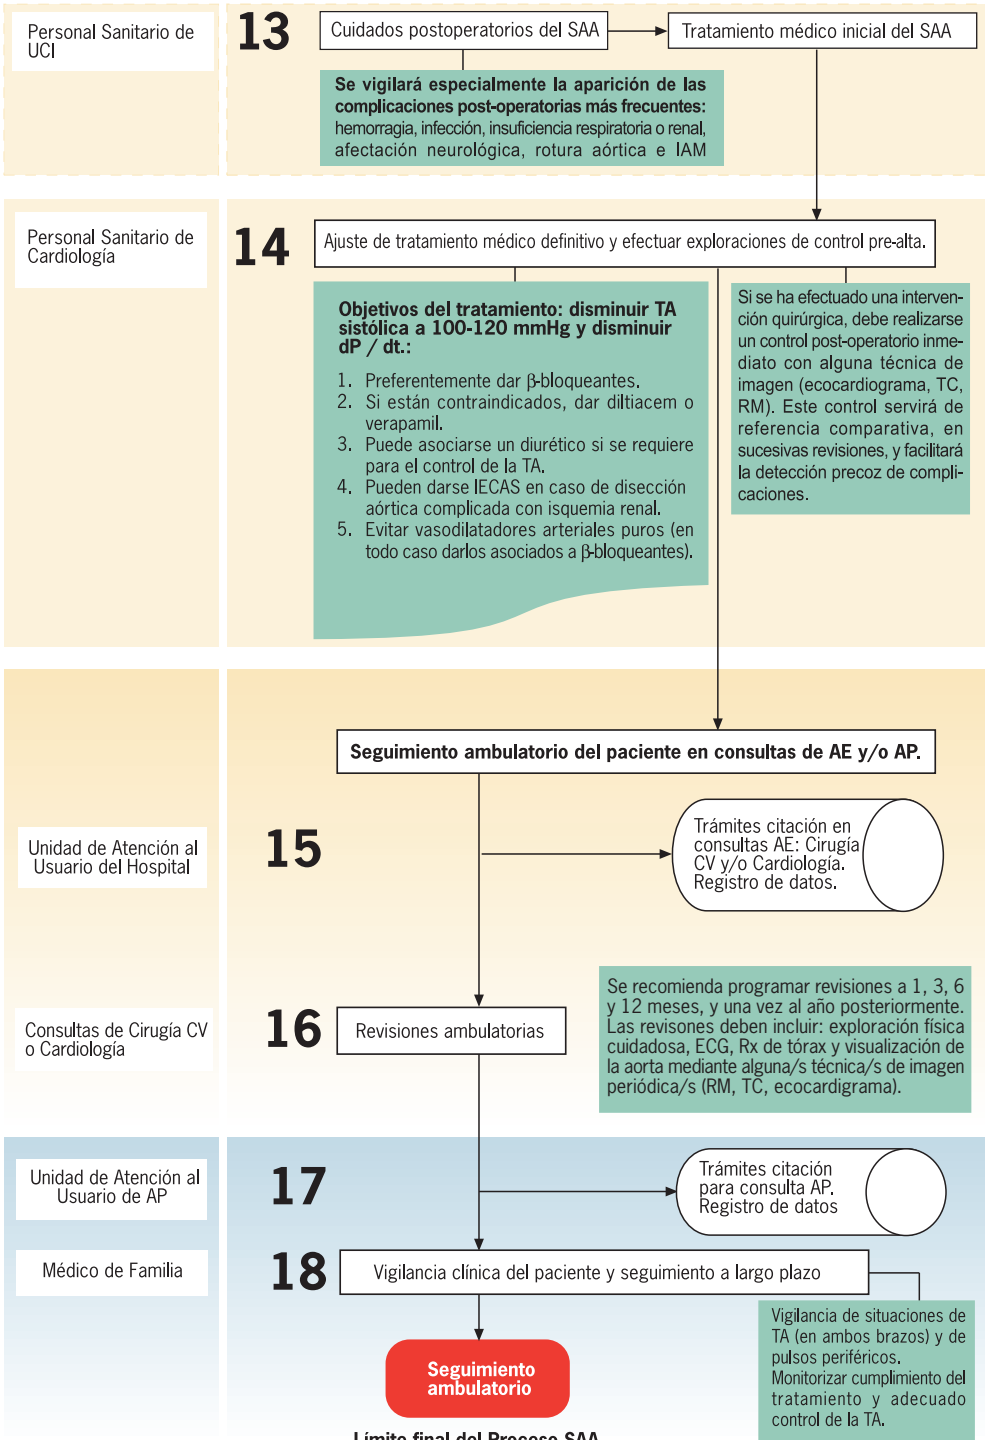 Personal Sanitario de
UCI
13
Cuidados postoperatorios del SAA
Tratamiento médico inicial del SAA
Se vigilará especialmente la aparición de las
complicaciones post-operatorias más frecuentes:
hemorragia, infección, insuficiencia respiratoria o renal,
afectación neurológica, rotura aórtica e IAM
Personal Sanitario de
Cardiología
14
Ajuste de tratamiento médico definitivo y efectuar exploraciones de control pre-alta.
Objetivos del tratamiento: disminuir TA
sistólica a 100-120 mmHg y disminuir
dP / dt.:
1. Preferentemente dar β-bloqueantes.
2. Si están contraindicados, dar diltiacem o
verapamil.
3. Puede asociarse un diurético si se requiere
para el control de la TA.
4. Pueden darse IECAS en caso de disección
aórtica complicada con isquemia renal.
5. Evitar vasodilatadores arteriales puros (en
todo caso darlos asociados a β-bloqueantes).
Si se ha efectuado una interven-
ción quirúrgica, debe realizarse
un control post-operatorio inme-
diato con alguna técnica de
imagen (ecocardiograma, TC,
RM). Este control servirá de
referencia comparativa, en
sucesivas revisiones, y facilitará
la detección precoz de compli-
caciones.
Seguimiento ambulatorio del paciente en consultas de AE y/o AP.
Unidad de Atención al
Usuario del Hospital
15
Trámites citación en
consultas AE: Cirugía
CV y/o Cardiología.
Registro de datos.
Consultas de Cirugía CV
o Cardiología
16
Revisiones ambulatorias
Se recomienda programar revisiones a 1, 3, 6
y 12 meses, y una vez al año posteriormente.
Las revisones deben incluir: exploración física
cuidadosa, ECG, Rx de tórax y visualización de
la aorta mediante alguna/s técnica/s de imagen
periódica/s (RM, TC, ecocardigrama).
Unidad de Atención al
Usuario de AP
17
Trámites citación
para consulta AP.
Registro de datos
Médico de Familia
18
Vigilancia clínica del paciente y seguimiento a largo plazo
Vigilancia de situaciones de
TA (en ambos brazos) y de
pulsos periféricos.
Monitorizar cumplimiento del
tratamiento y adecuado
control de la TA.
Seguimiento
ambulatorio
Límite final del Proceso SAA